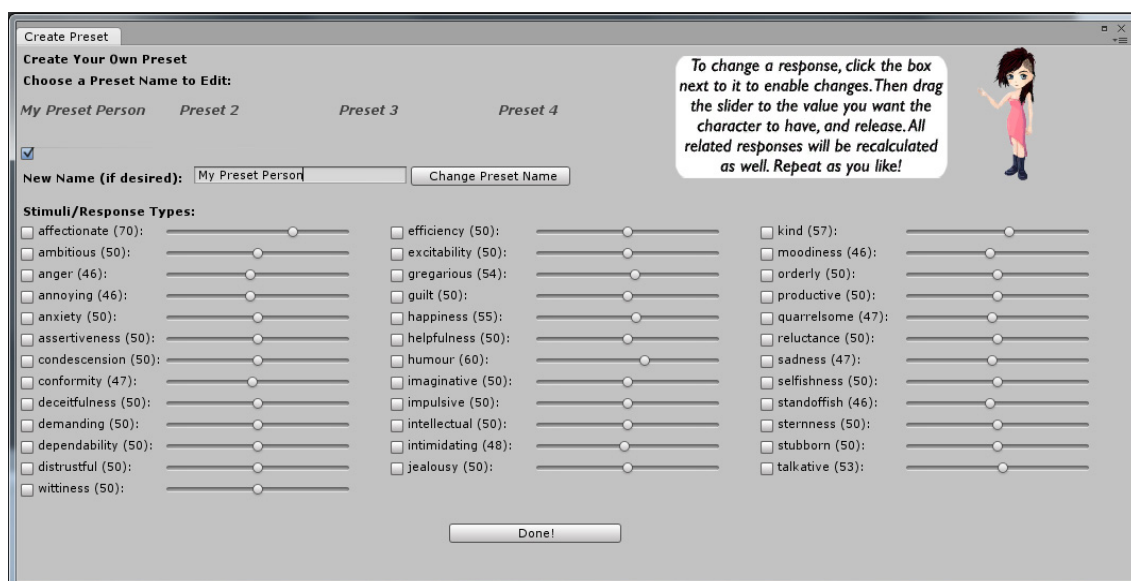 Create Preset
Create Your Own Preset
Choose a Preset Name to Edit:
My Preset Person Preset 2 Preset 3 Preset 4
To change a response, click the box
next to it to enable changes. Then drag
the slider to the value you want the
character to have, and release. All
related responses will be recalculated
as well. Repeat as you like!
New Name (if desired): My Preset Person Change Preset Name
Stimuli/Response Types:
affectionate (70): efficiency (50): kind (57):
ambitious (50): excitability (50): moodiness (46):
anger (46): gregarious (54): orderly (50):
annoying (46): guilt (50): productive (50):
anxiety (50): happiness (55): quarrelsome (47):
assertiveness (50): helpfulness (50): reluctance (50):
condescension (50): humour (60): sadness (47):
conformity (47): imaginative (50): selfishness (50):
deceitfulness (50): impulsive (50): standoffish (46):
demanding (50): intellectual (50): sternness (50):
dependability (50): intimidating (48): stubborn (50):
distrustful (50): jealousy (50): talkative (53):
wittiness (50):
Done!